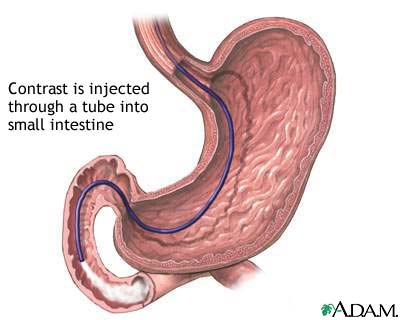 Contrast is injected
through a tube into
small intestine
A.D.A.M.